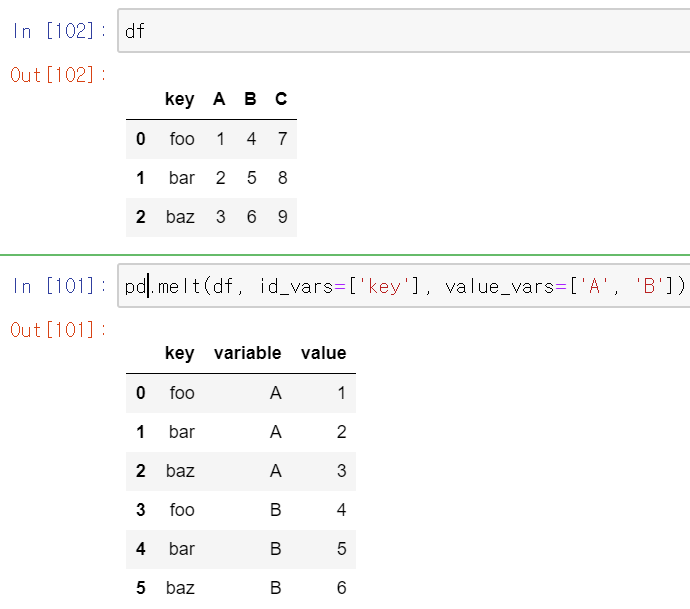 In [102]: df
Out[102]:
key A B C
0 foo 1 4 7
1 bar 2 5 8
2 baz 3 6 9
In [101]: pd.melt(df, id_vars=['key'], value_vars=['A', 'B'])
Out[101]:
key variable value
0 foo A 1
1 bar A 2
2 baz A 3
3 foo B 4
4 bar B 5
5 baz B 6